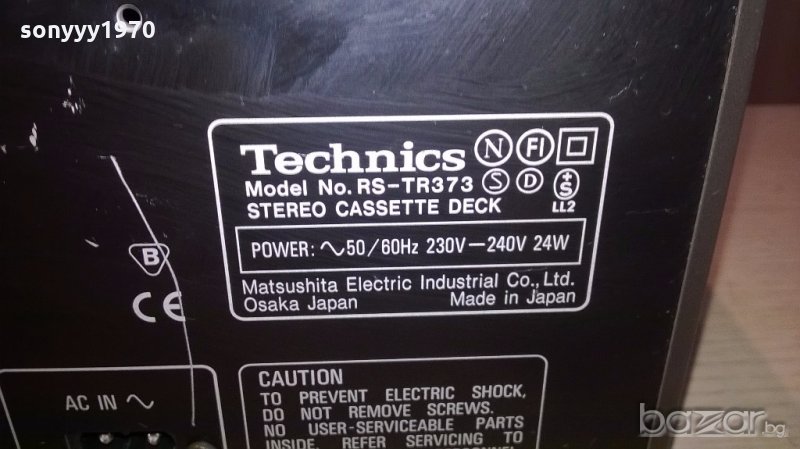 sonyyy1970
Technics N FI
Model No. RS-TR373 S D S
STEREO CASSETTE DECK LL2
POWER: ∿50/60Hz 230V—240V 24W
Matsushita Electric Industrial Co., Ltd.
Osaka Japan Made in Japan
B
CE
AC IN ∿
CAUTION
TO PREVENT ELECTRIC SHOCK,
DO NOT REMOVE SCREWS.
NO USER-SERVICEABLE PARTS
INSIDE. REFER SERVICING TO
bazar.bg